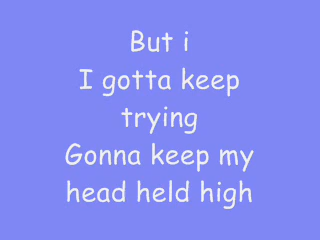 But i
I gotta keep
trying
Gonna keep my
head held high